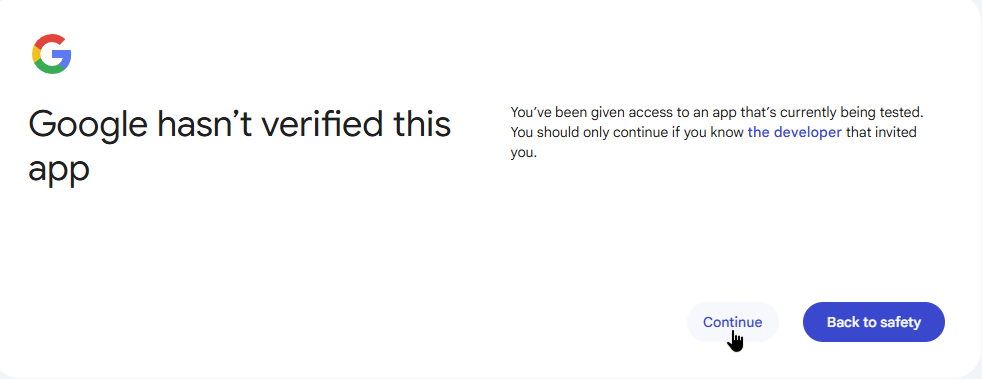 Google hasn’t verified this
app
You’ve been given access to an app that’s currently being tested.
You should only continue if you know the developer that invited
you.
Continue
Back to safety